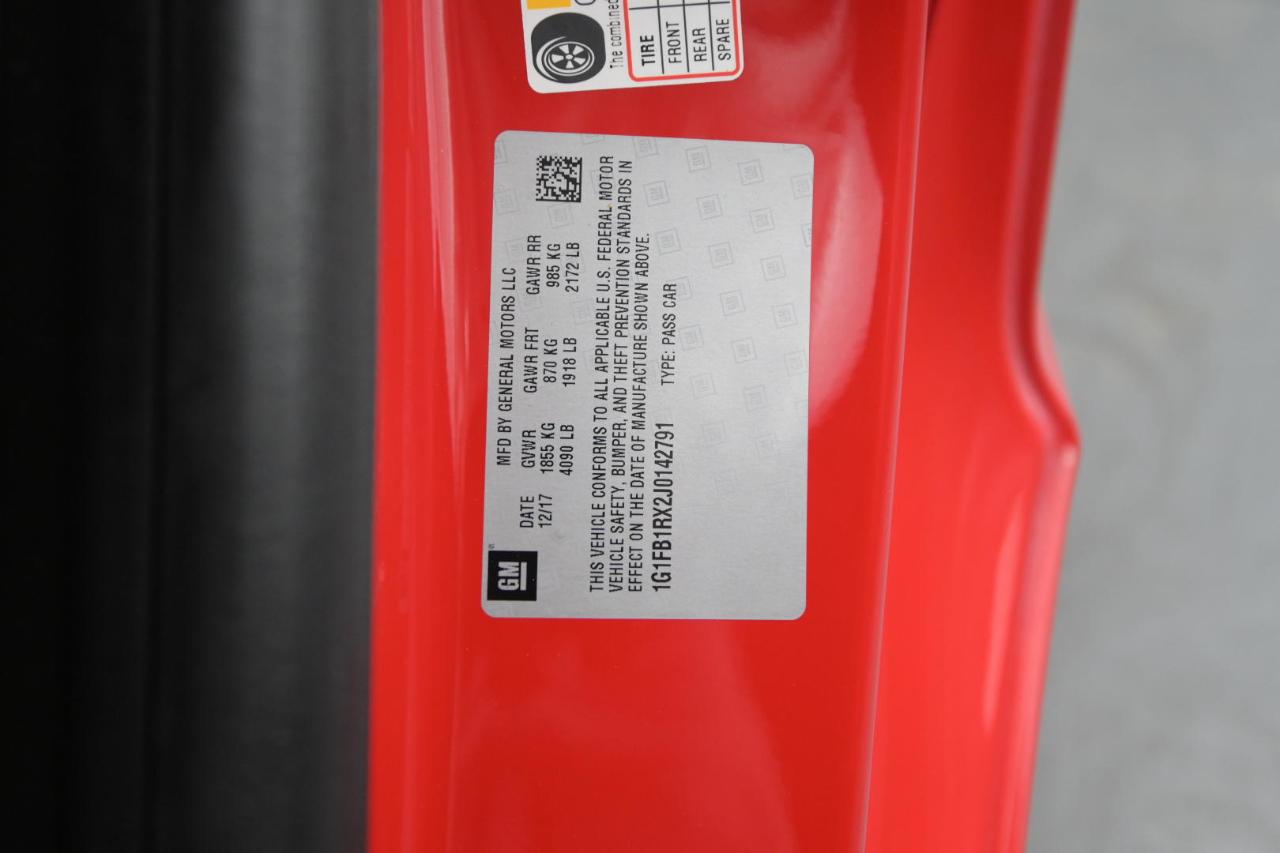 The combined
TIRE
FRONT
REAR
SPARE
GM
MFD BY GENERAL MOTORS LLC
DATE GVWR GAWR FRT GAWR RR
12/17 1855 KG 870 KG 985 KG
4090 LB 1918 LB 2172 LB
THIS VEHICLE CONFORMS TO ALL APPLICABLE U.S. FEDERAL MOTOR
VEHICLE SAFETY, BUMPER, AND THEFT PREVENTION STANDARDS IN
EFFECT ON THE DATE OF MANUFACTURE SHOWN ABOVE.
1G1FB1RX2J0142791 TYPE: PASS CAR